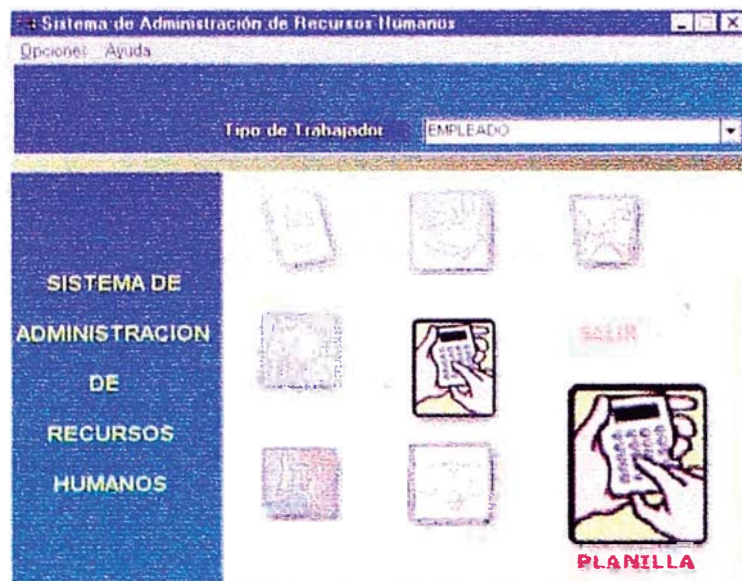 Sistema de Administración de Recursos Humanos
Opciones Ayuda
Tipo de Trabajador EMPLEADO
SISTEMA DE
ADMINISTRACION
DE
RECURSOS
HUMANOS
SALIR
PLANILLA